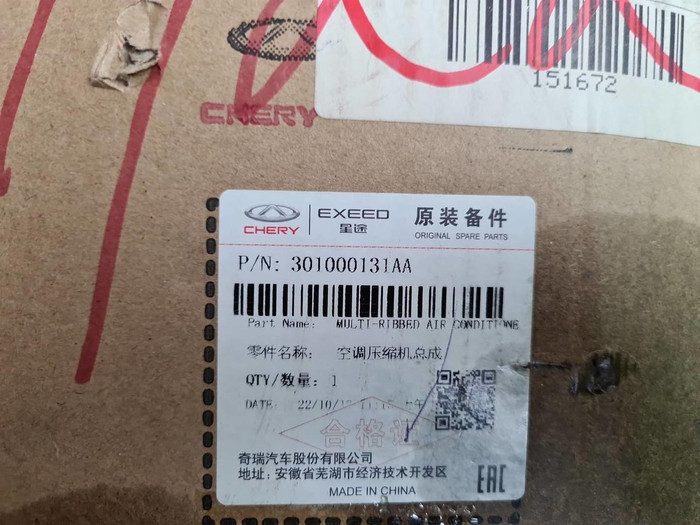 151672
CHERY
CHERY
EXEED
星途
原装备件
ORIGINAL SPARE PARTS
P/N: 301000131AA
Part Name: MULTI-RIBBED AIR CONDITIONE
零件名称: 空调压缩机总成
QTY/数量: 1
DATE: 22/10/
合格证
奇瑞汽车股份有限公司
地址: 安徽省芜湖市经济技术开发区
MADE IN CHINA
EAC